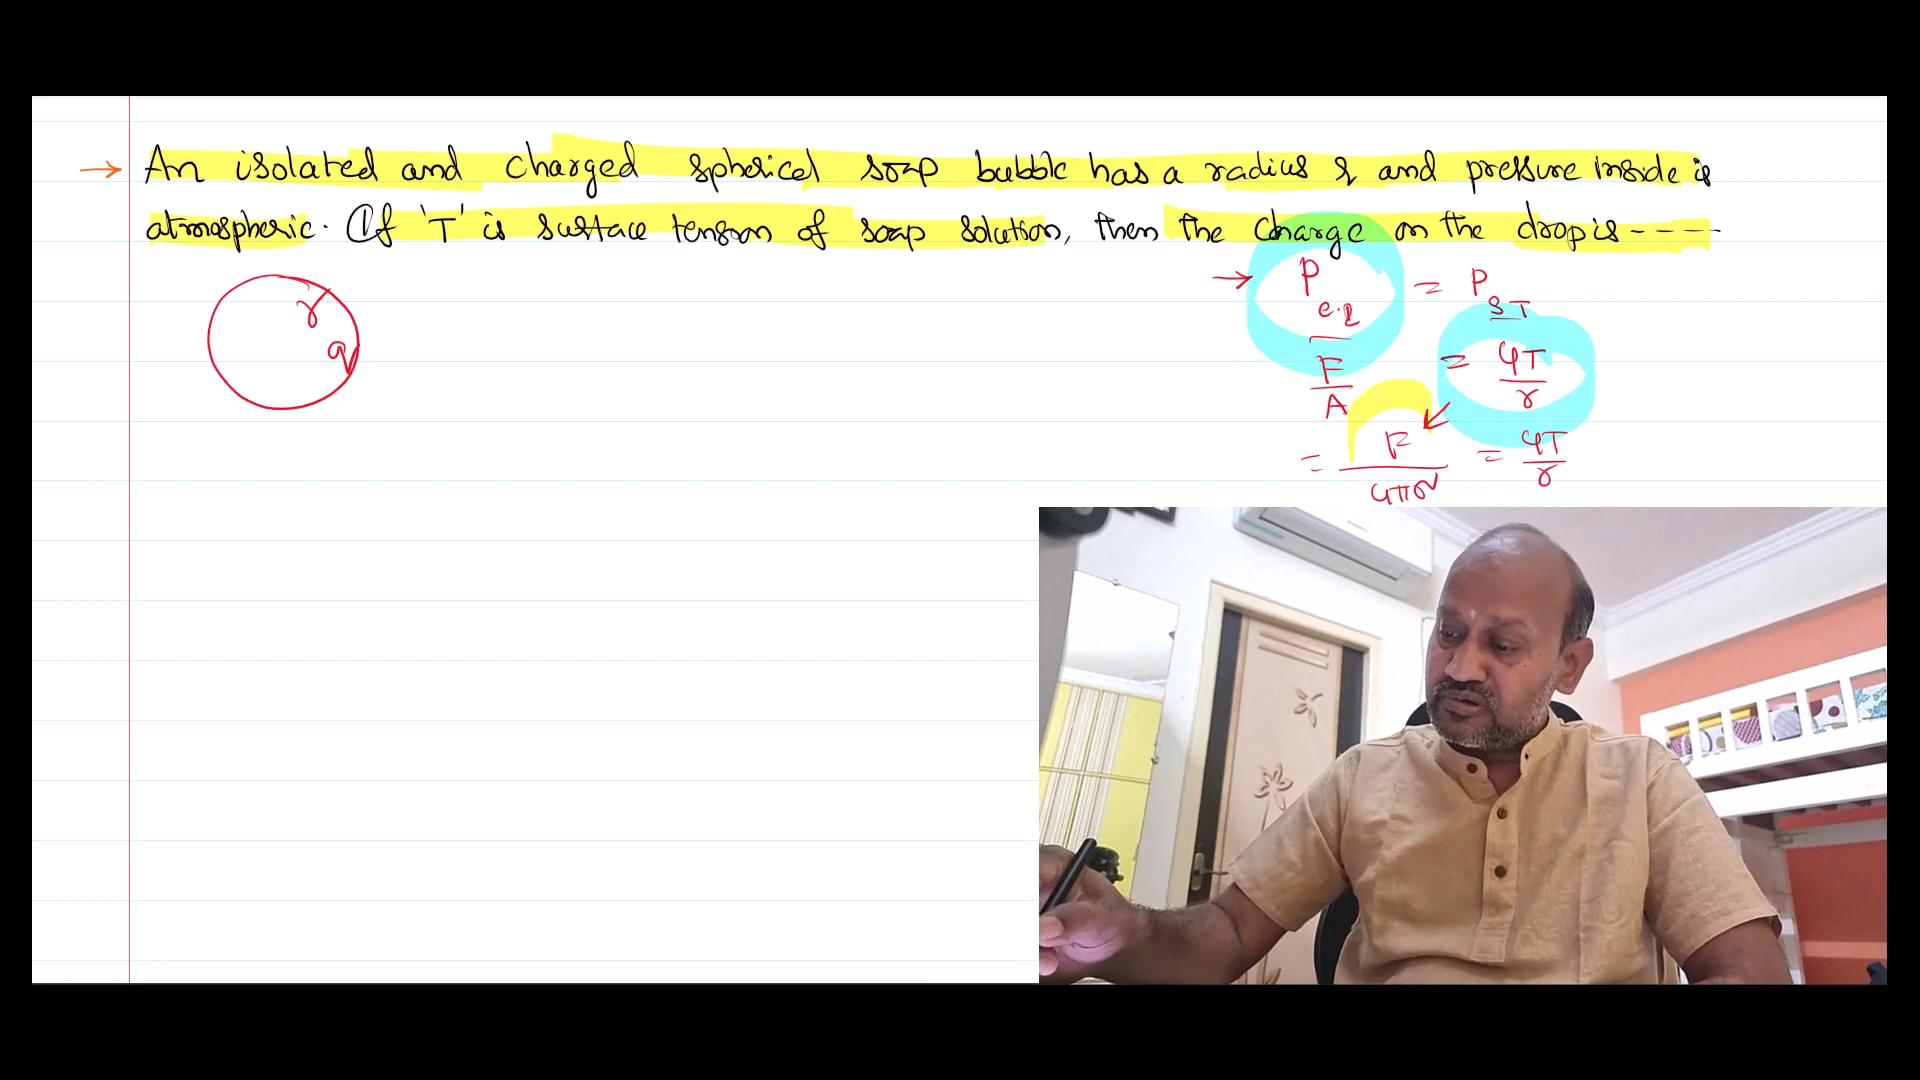 → An isolated and charged spherical soap bubble has a radius r and pressure inside is
atmospheric. If 'T' is surface tension of soap solution, then the charge on the drop is -----
r
q
→ P e.l = P S T
F/A = 4T/r
= F/4πr² = 4T/r